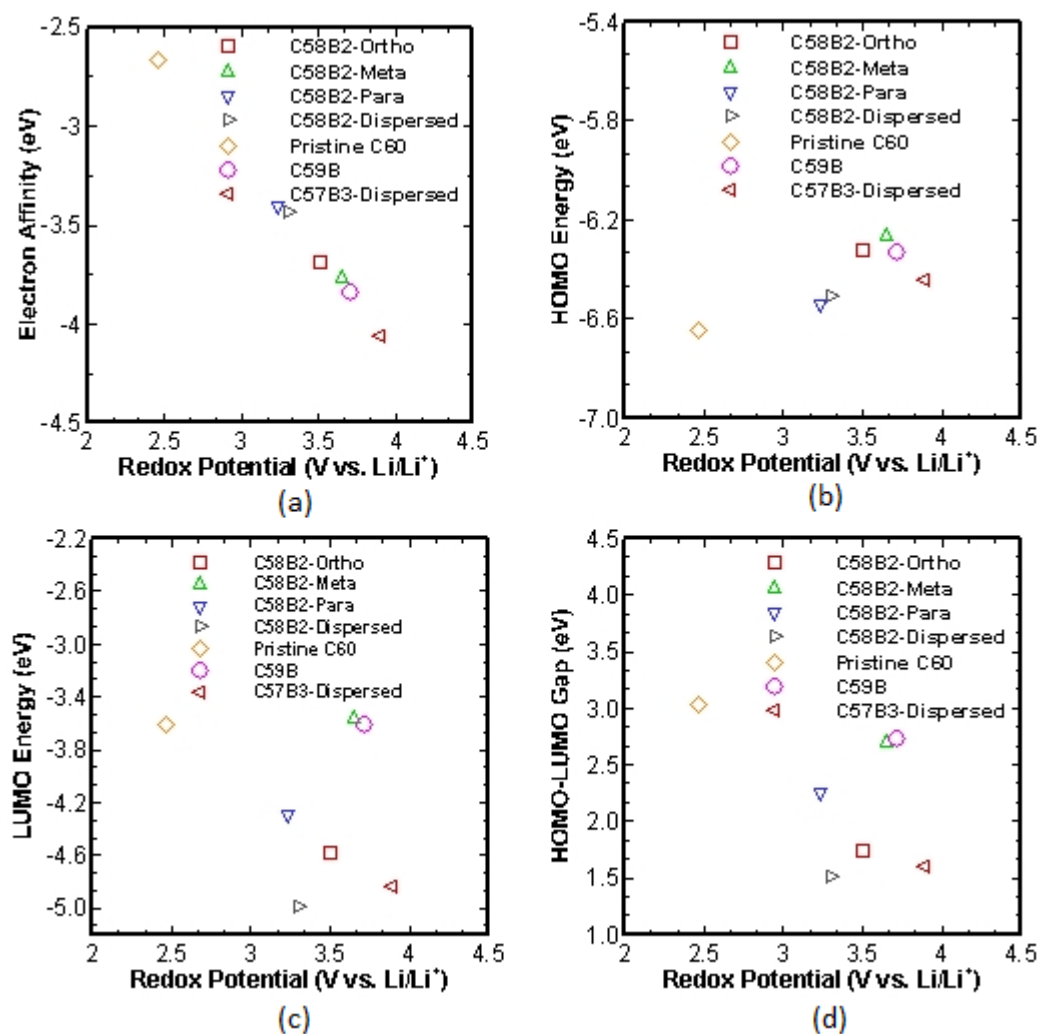 -2.5
-3
-3.5
-4
-4.5
Electron Affinity (eV)
C58B2-Ortho
C58B2-Meta
C58B2-Para
C58B2-Dispersed
Pristine C60
C59B
C57B3-Dispersed
2 2.5 3 3.5 4 4.5
Redox Potential (V vs. Li/Li⁺)
(a)
-5.4
-5.8
-6.2
-6.6
-7.0
HOMO Energy (eV)
C58B2-Ortho
C58B2-Meta
C58B2-Para
C58B2-Dispersed
Pristine C60
C59B
C57B3-Dispersed
2 2.5 3 3.5 4 4.5
Redox Potential (V vs. Li/Li⁺)
(b)
-2.2
-2.6
-3.0
-3.4
-3.8
-4.2
-4.6
-5.0
LUMO Energy (eV)
C58B2-Ortho
C58B2-Meta
C58B2-Para
C58B2-Dispersed
Pristine C60
C59B
C57B3-Dispersed
2 2.5 3 3.5 4 4.5
Redox Potential (V vs. Li/Li⁺)
(c)
4.5
4.0
3.5
3.0
2.5
2.0
1.5
1.0
HOMO-LUMO Gap (eV)
C58B2-Ortho
C58B2-Meta
C58B2-Para
C58B2-Dispersed
Pristine C60
C59B
C57B3-Dispersed
2 2.5 3 3.5 4 4.5
Redox Potential (V vs. Li/Li⁺)
(d)